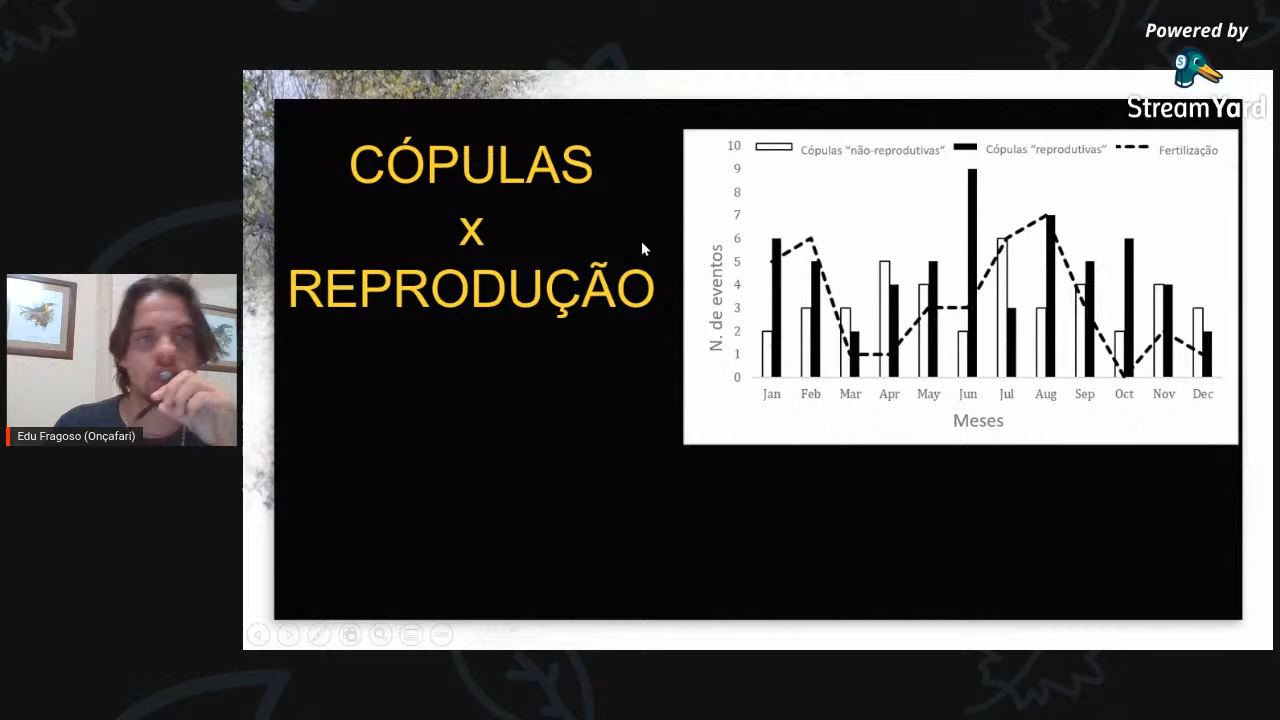 Powered by
StreamYard
CÓPULAS
x
REPRODUÇÃO
Cópulas “não-reprodutivas” Cópulas “reprodutivas” Fertilização
10
9
8
7
6
5
4
3
2
1
0
N. de eventos
Jan Feb Mar Apr May Jun Jul Aug Sep Oct Nov Dec
Meses
Edu Fragoso (Onçafari)